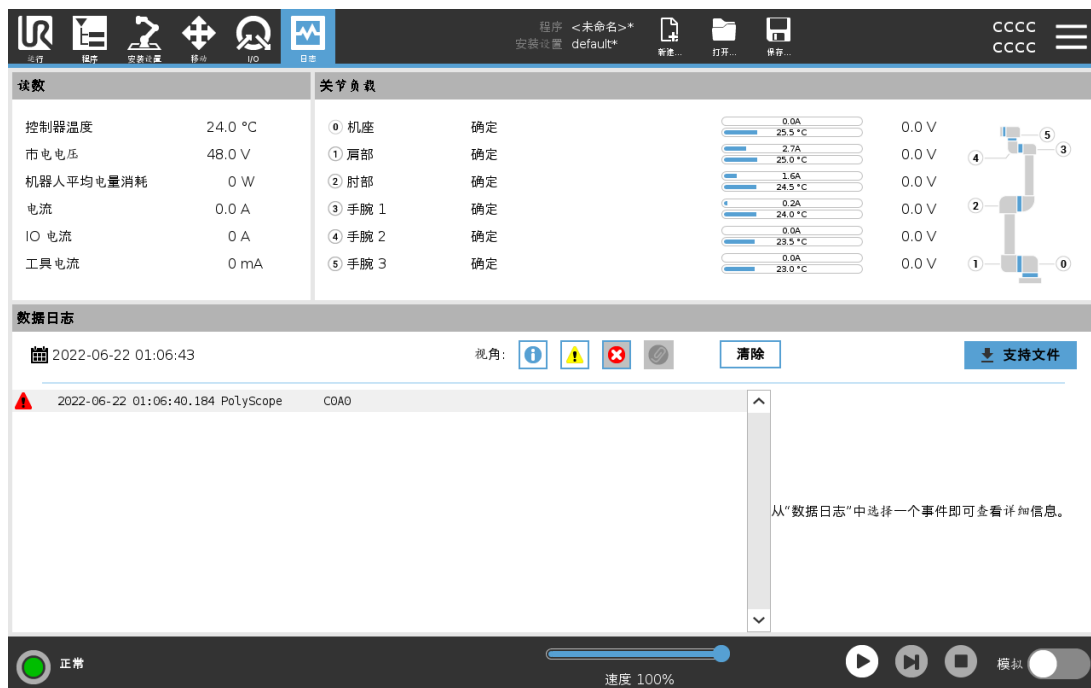 UR
程序 <未命名>*
CCCC
安装设置 default*
CCCC
运行 程序 安装设置 移动 I/O 日志 新建... 打开... 保存...
读数 关节负载
控制器温度 24.0 °C 0 机座 确定 0.0A 25.5 °C 0.0 V
市电电压 48.0 V 1 肩部 确定 2.7A 25.0 °C 0.0 V
机器人平均电量消耗 0 W 2 肘部 确定 1.6A 24.5 °C 0.0 V
电流 0.0 A 3 手腕 1 确定 0.2A 24.0 °C 0.0 V
IO 电流 0 A 4 手腕 2 确定 0.0A 23.5 °C 0.0 V
工具电流 0 mA 5 手腕 3 确定 0.0A 23.0 °C 0.0 V
5
3
4
2
1 0
数据日志
2022-06-22 01:06:43 视角: 清除 支持文件
2022-06-22 01:06:40.184 PolyScope C0A0
从"数据日志"中选择一个事件即可查看详细信息。
正常 速度 100% 模拟